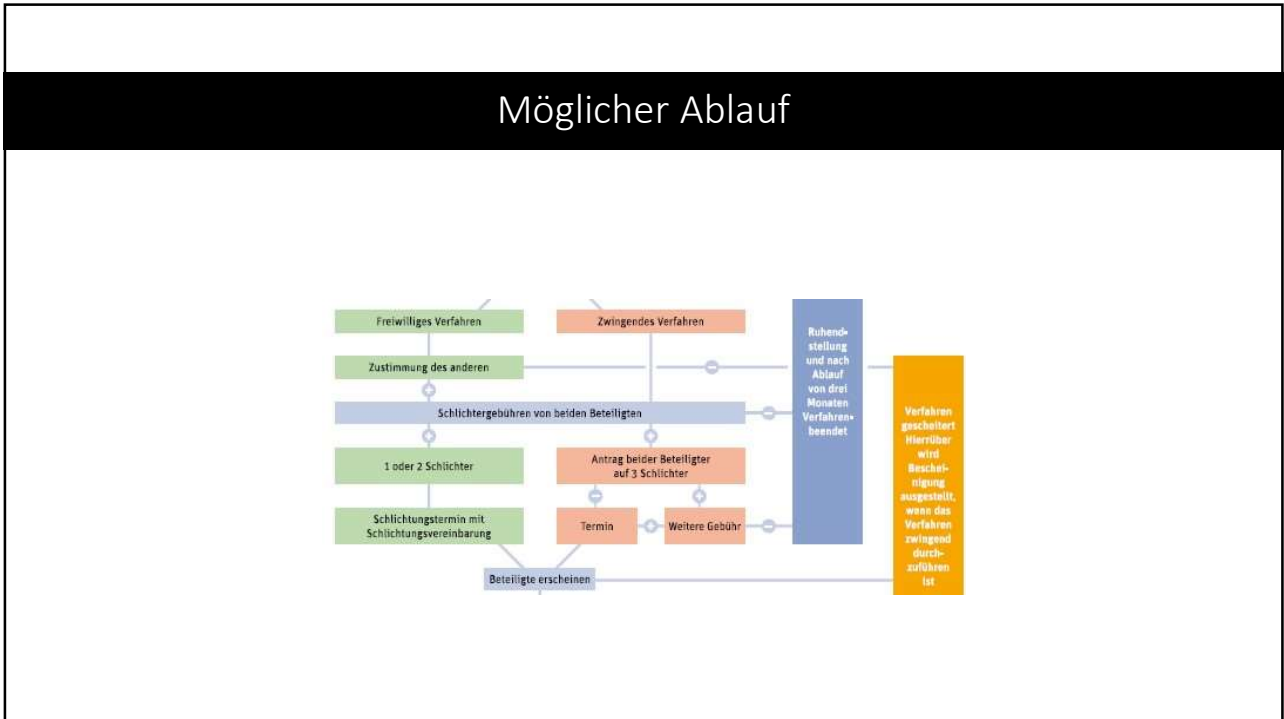 Möglicher Ablauf
Freiwilliges Verfahren
Zwingendes Verfahren
Zustimmung des anderen
Schlichtergebühren von beiden Beteiligten
1 oder 2 Schlichter
Antrag beider Beteiligter
auf 3 Schlichter
Schlichtungstermin mit
Schlichtungsvereinbarung
Termin
Weitere Gebühr
Beteiligte erscheinen
Ruhend-
stellung
und nach
Ablauf
von drei
Monaten
Verfahren-
beendet
Verfahren
gescheitert
Hierrüber
wird
Beschei-
nigung
ausgestellt,
wenn das
Verfahren
zwingend
durch-
zuführen
ist